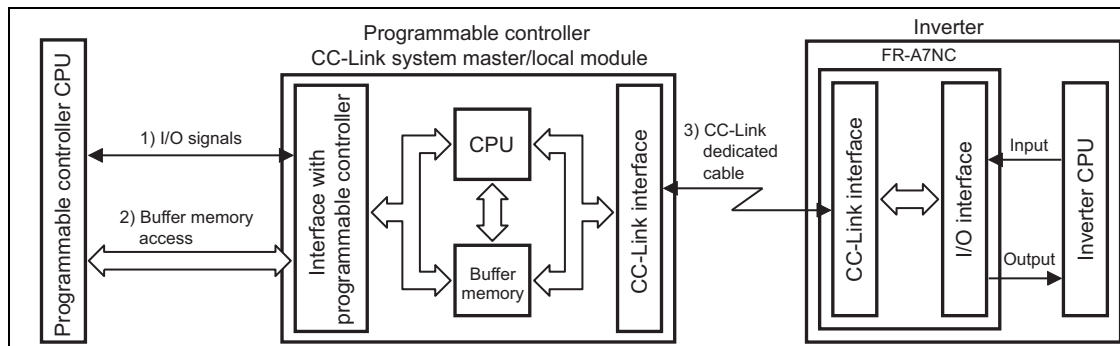 Programmable controller
CC-Link system master/local module
Inverter
FR-A7NC
Programmable controller CPU
1) I/O signals
2) Buffer memory
access
Interface with
programmable controller
CPU
Buffer
memory
CC-Link interface
3) CC-Link
dedicated
cable
CC-Link interface
I/O interface
Input
Output
Inverter CPU